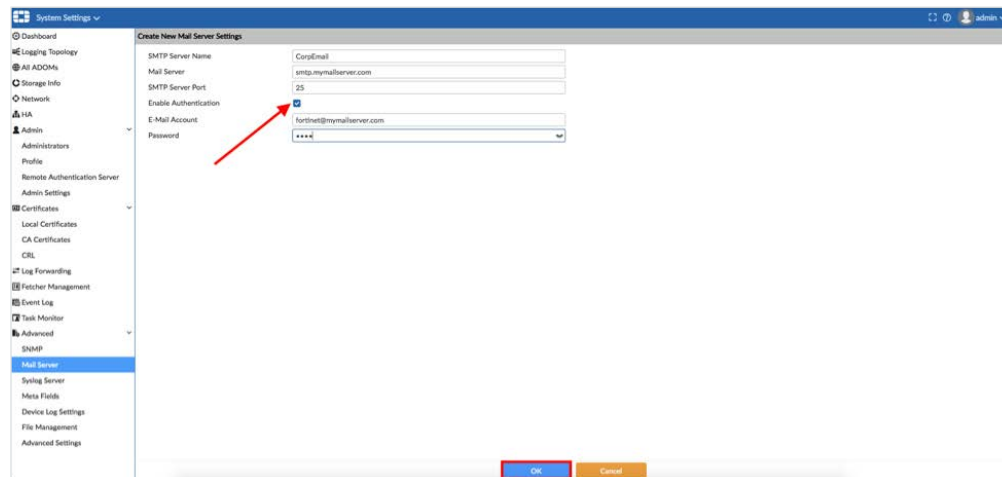 System Settings
admin
Dashboard
Logging Topology
All ADOMs
Storage Info
Network
HA
Admin
Administrators
Profile
Remote Authentication Server
Admin Settings
Certificates
Local Certificates
CA Certificates
CRL
Log Forwarding
Fetcher Management
Event Log
Task Monitor
Advanced
SNMP
Mail Server
Syslog Server
Meta Fields
Device Log Settings
File Management
Advanced Settings
Create New Mail Server Settings
SMTP Server Name CorpEmail
Mail Server smtp.mymailserver.com
SMTP Server Port 25
Enable Authentication
E-Mail Account fortinet@mymailserver.com
Password ••••
OK Cancel